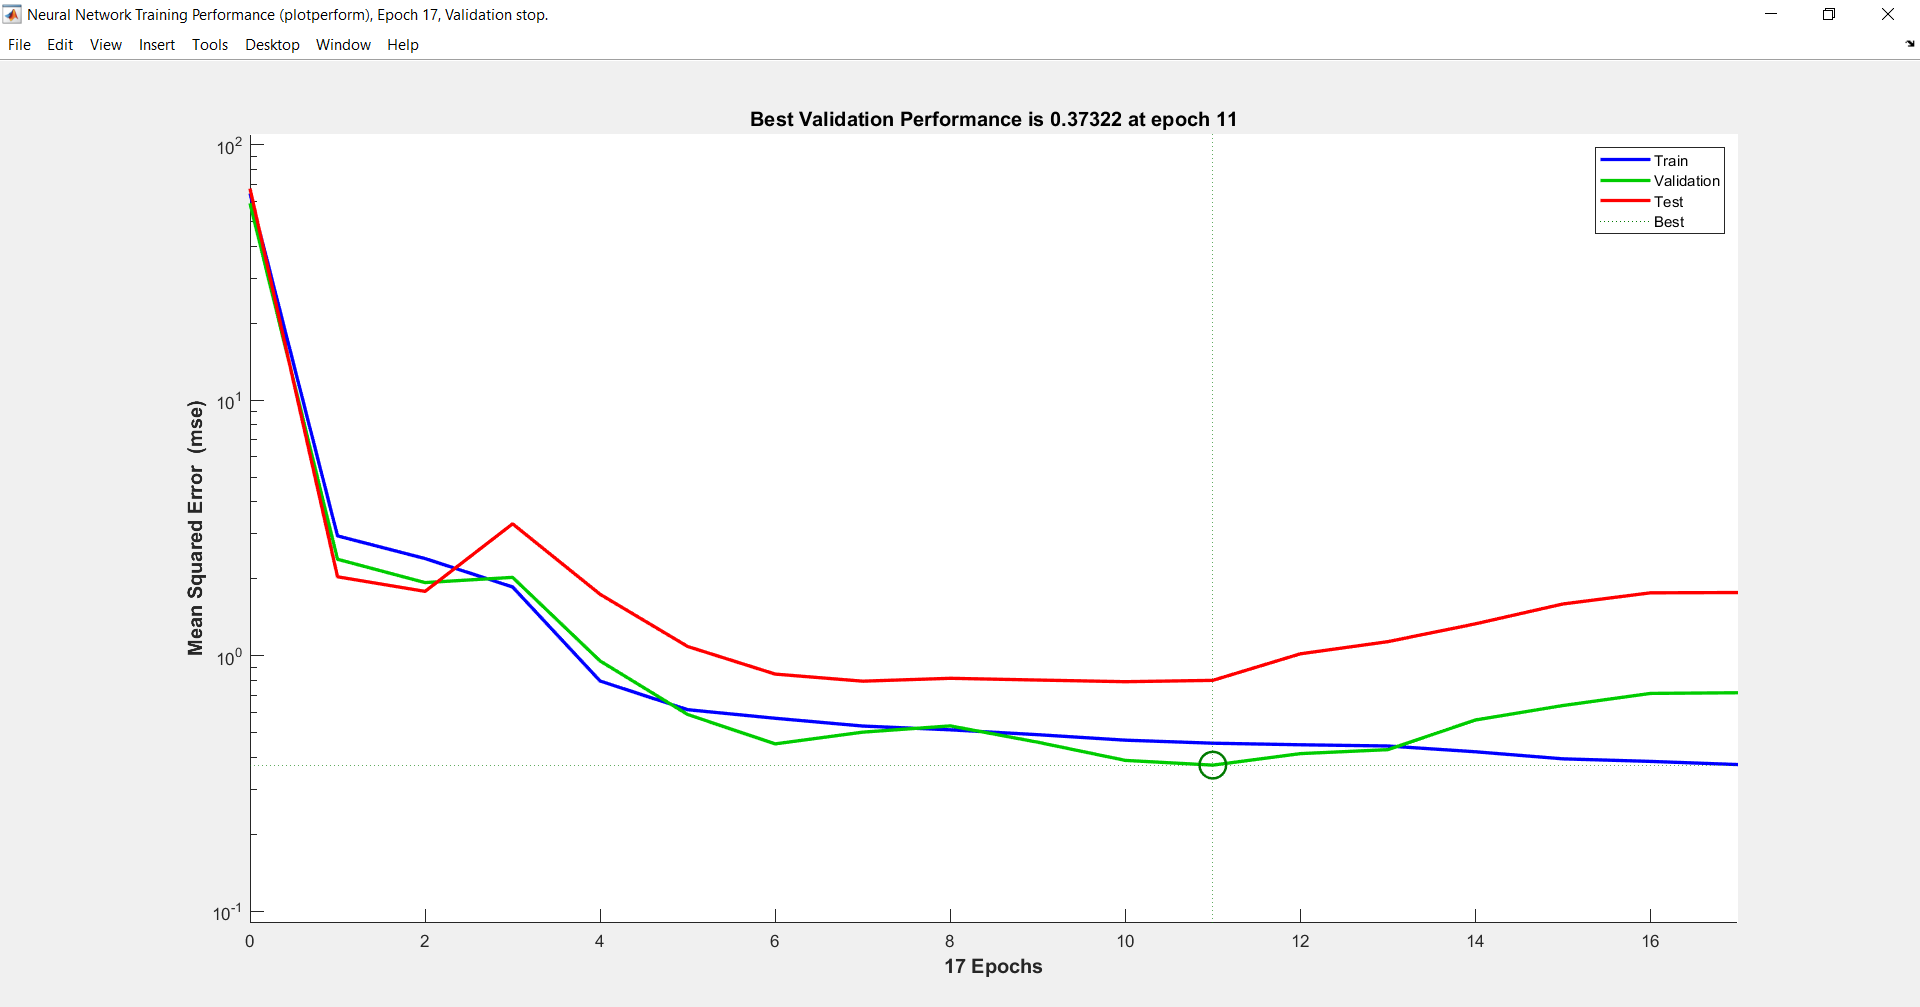 Neural Network Training Performance (plotperform), Epoch 17, Validation stop.
File Edit View Insert Tools Desktop Window Help
Best Validation Performance is 0.37322 at epoch 11
10^2
10^1
10^0
10^-1
Mean Squared Error (mse)
Train
Validation
Test
Best
0 2 4 6 8 10 12 14 16
17 Epochs